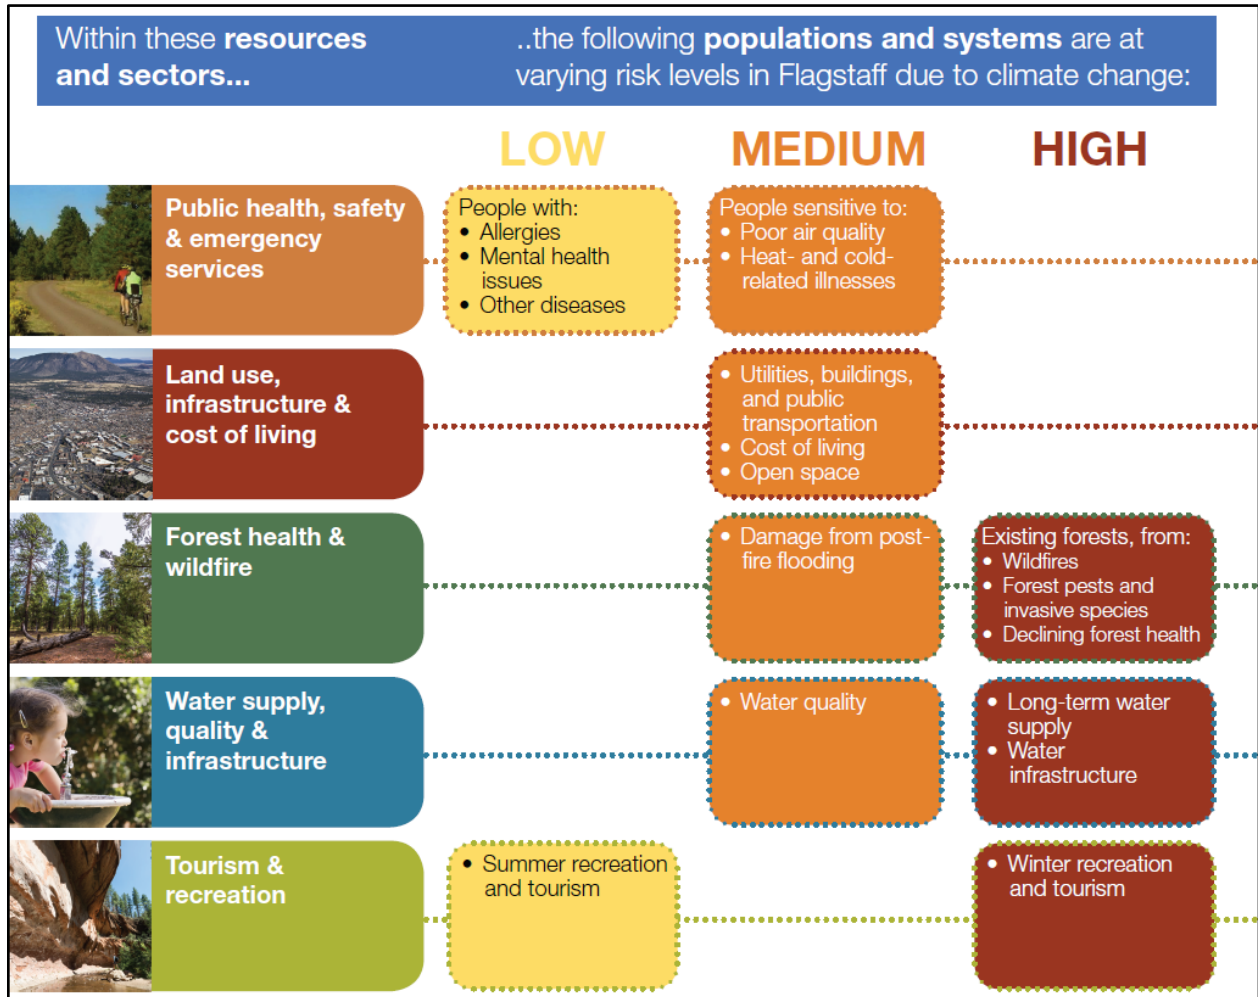 Within these resources
and sectors...
..the following populations and systems are at
varying risk levels in Flagstaff due to climate change:
LOW
MEDIUM
HIGH
Public health, safety
& emergency
services
People with:
• Allergies
• Mental health
issues
• Other diseases
People sensitive to:
• Poor air quality
• Heat- and cold-
related illnesses
Land use,
infrastructure &
cost of living
• Utilities, buildings,
and public
transportation
• Cost of living
• Open space
Forest health &
wildfire
• Damage from post-
fire flooding
Existing forests, from:
• Wildfires
• Forest pests and
invasive species
• Declining forest health
Water supply,
quality &
infrastructure
• Water quality
• Long-term water
supply
• Water
infrastructure
Tourism &
recreation
• Summer recreation
and tourism
• Winter recreation
and tourism